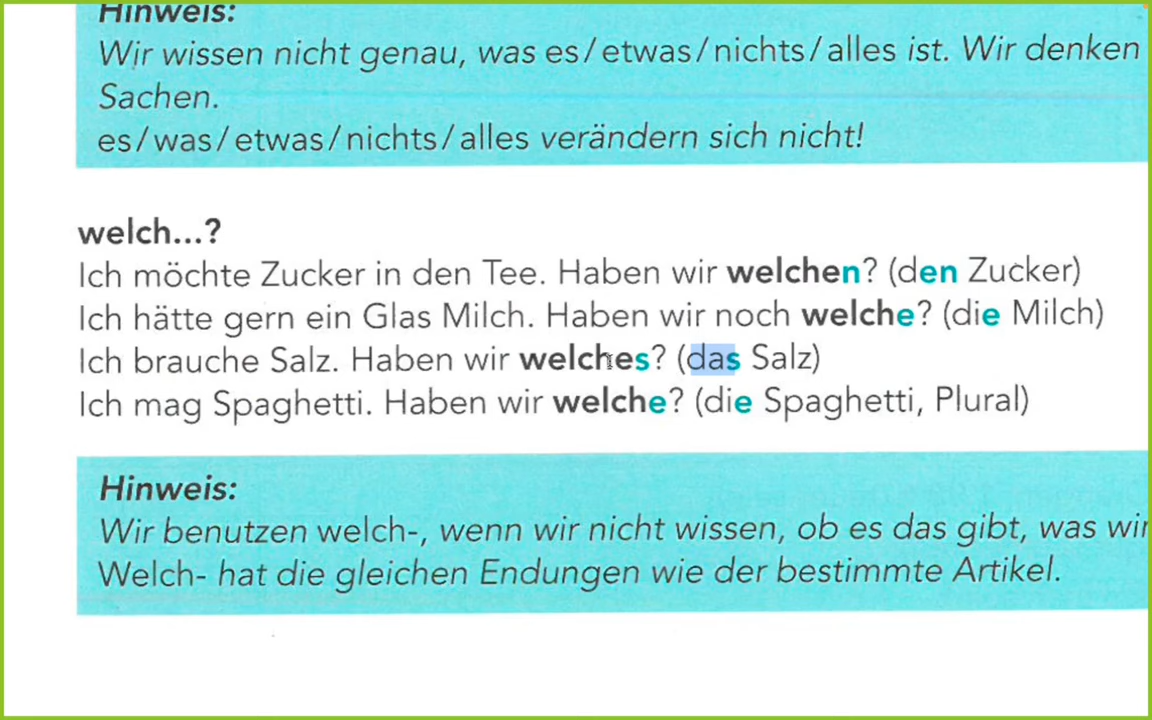 Hinweis:
Wir wissen nicht genau, was es/etwas/nichts/alles ist. Wir denken
Sachen.
es/was/etwas/nichts/alles verändern sich nicht!
welch...?
Ich möchte Zucker in den Tee. Haben wir welchen? (den Zucker)
Ich hätte gern ein Glas Milch. Haben wir noch welche? (die Milch)
Ich brauche Salz. Haben wir welches? (das Salz)
Ich mag Spaghetti. Haben wir welche? (die Spaghetti, Plural)
Hinweis:
Wir benutzen welch-, wenn wir nicht wissen, ob es das gibt, was wir
Welch- hat die gleichen Endungen wie der bestimmte Artikel.